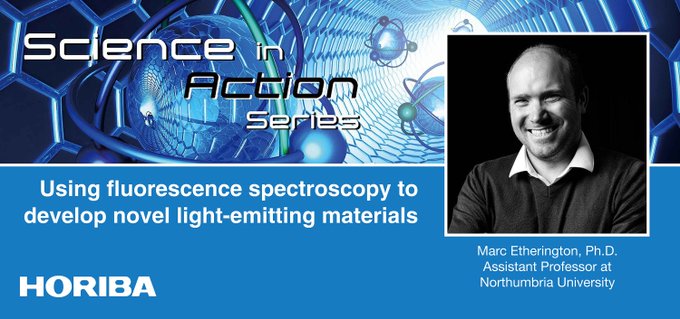 Science in
Action
Series
Using fluorescence spectroscopy to
develop novel light-emitting materials
Marc Etherington, Ph.D.
Assistant Professor at
Northumbria University
HORIBA